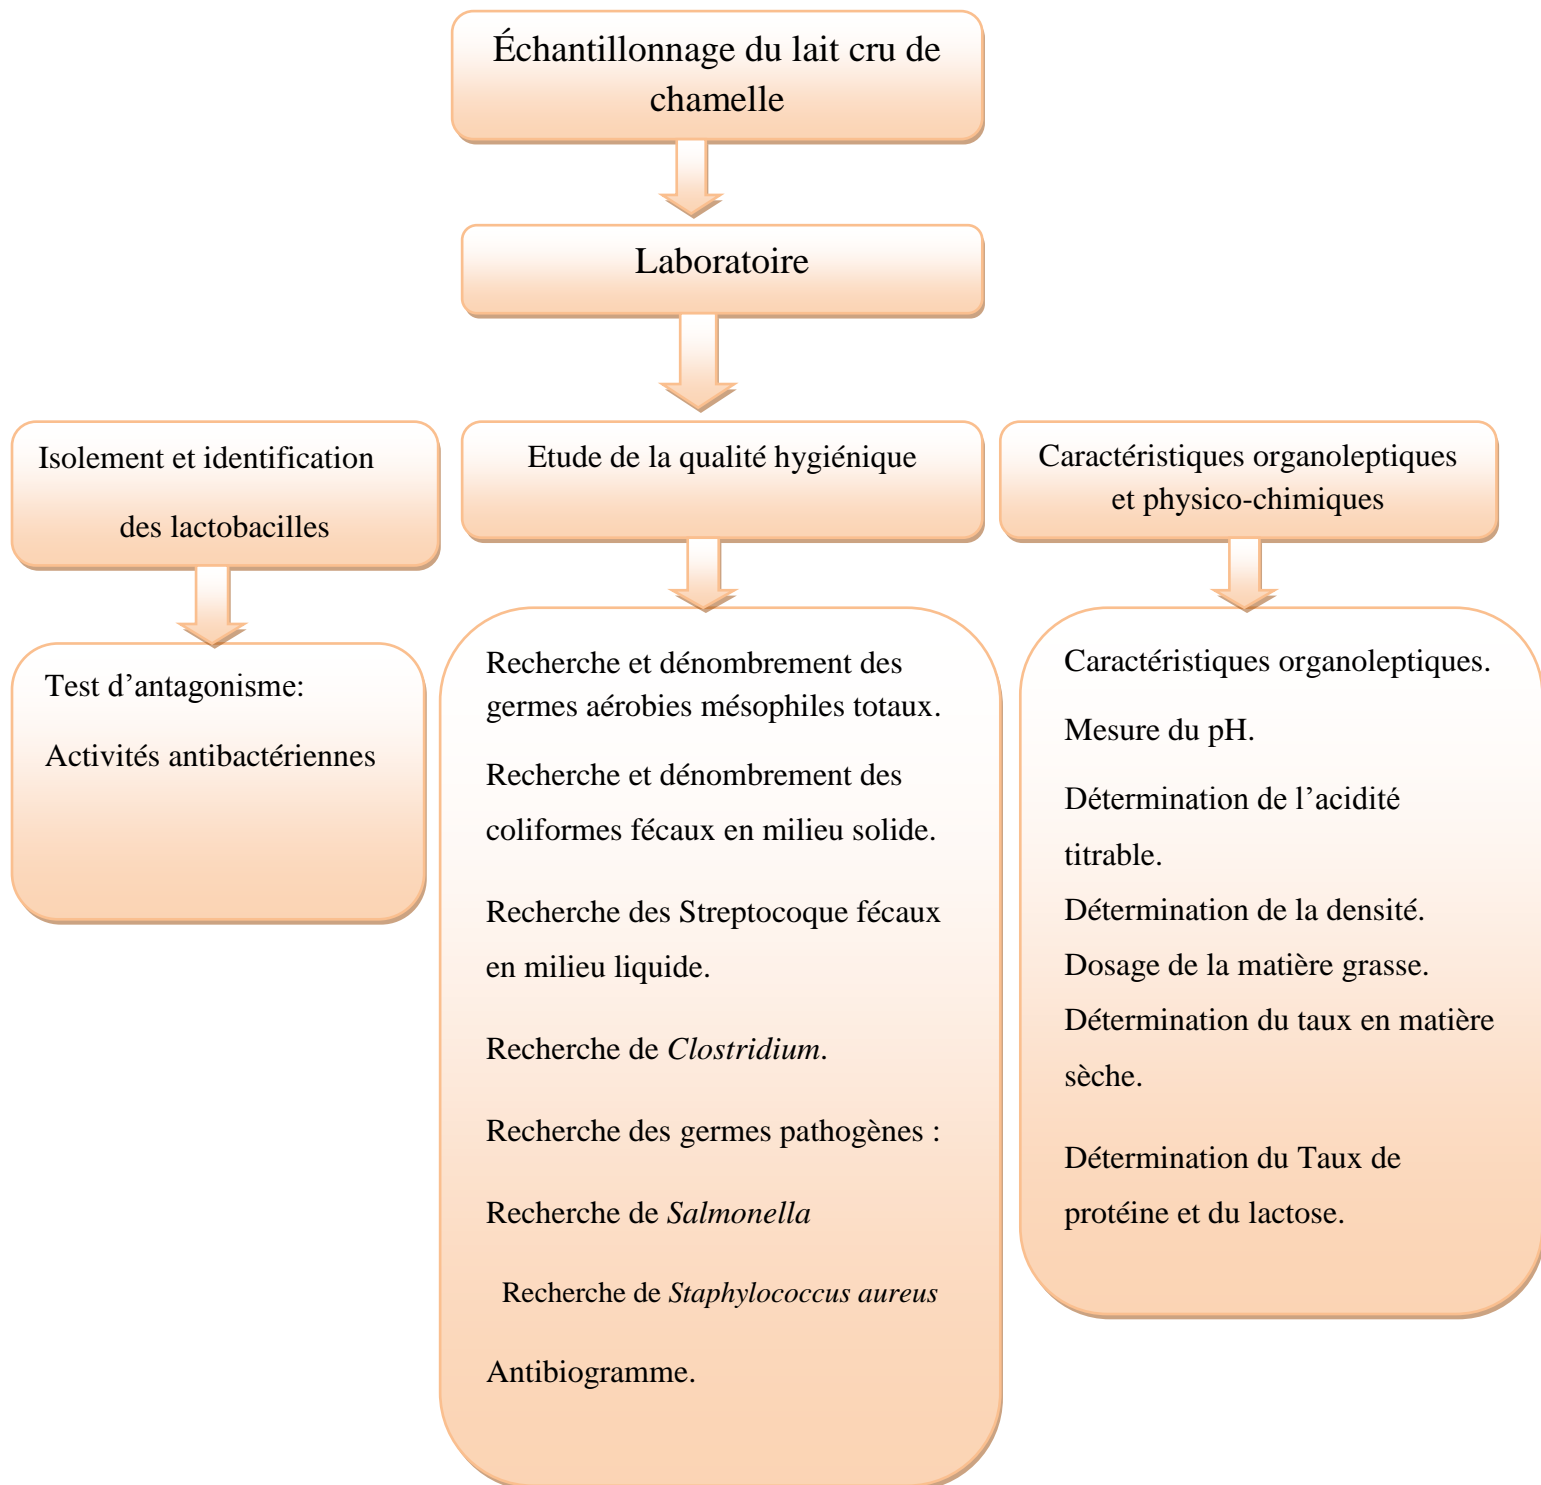 Échantillonnage du lait cru de
chamelle
Laboratoire
Isolement et identification
des lactobacilles
Etude de la qualité hygiénique
Caractéristiques organoleptiques
et physico-chimiques
Test d’antagonisme:
Activités antibactériennes
Recherche et dénombrement des
germes aérobies mésophiles totaux.
Recherche et dénombrement des
coliformes fécaux en milieu solide.
Recherche des Streptocoque fécaux
en milieu liquide.
Recherche de Clostridium.
Recherche des germes pathogènes :
Recherche de Salmonella
Recherche de Staphylococcus aureus
Antibiogramme.
Caractéristiques organoleptiques.
Mesure du pH.
Détermination de l’acidité
titrable.
Détermination de la densité.
Dosage de la matière grasse.
Détermination du taux en matière
sèche.
Détermination du Taux de
protéine et du lactose.